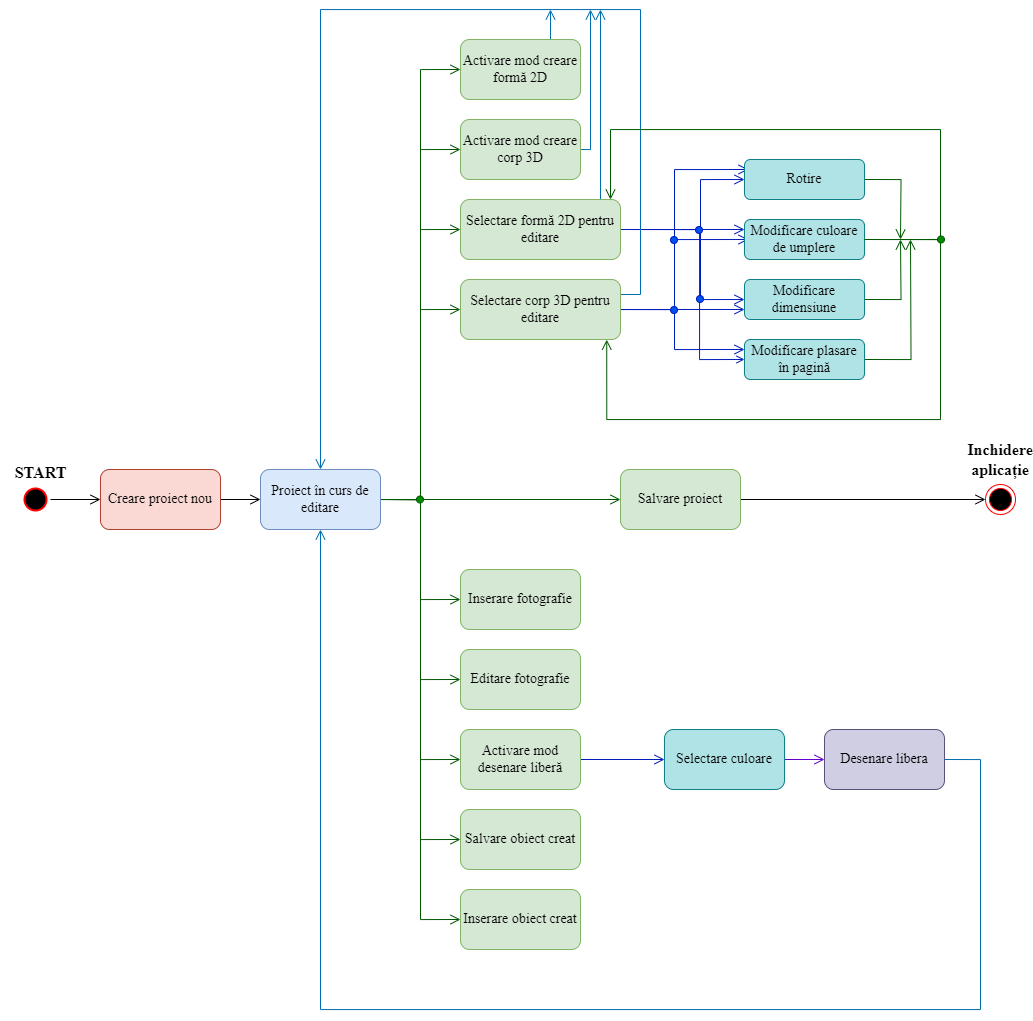 Activare mod creare
formă 2D
Activare mod creare
corp 3D
Selectare formă 2D pentru
editare
Selectare corp 3D pentru
editare
Rotire
Modificare culoare
de umplere
Modificare
dimensiune
Modificare plasare
în pagină
START
Creare proiect nou
Proiect în curs de
editare
Salvare proiect
Inchidere
aplicație
Inserare fotografie
Editare fotografie
Activare mod
desenare liberă
Selectare culoare
Desenare libera
Salvare obiect creat
Inserare obiect creat